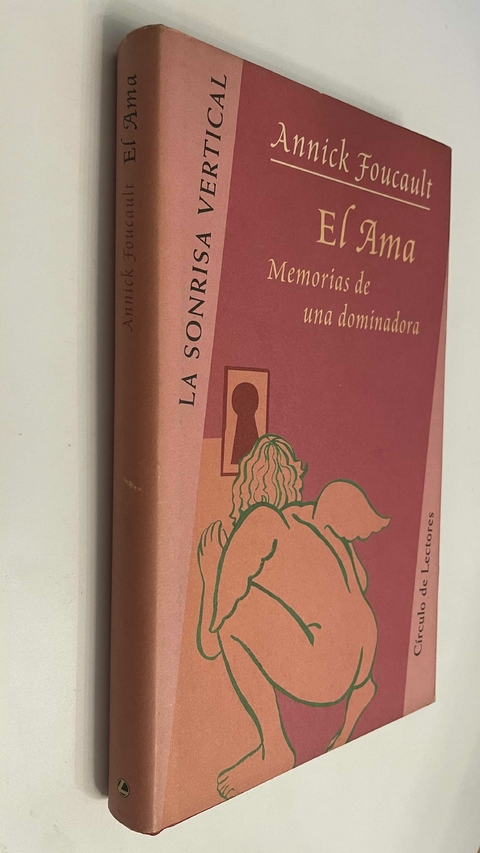 Annick Foucault El Ama
LA SONRISA VERTICAL
Annick Foucault
El Ama
Memorias de
una dominadora
Círculo de Lectores